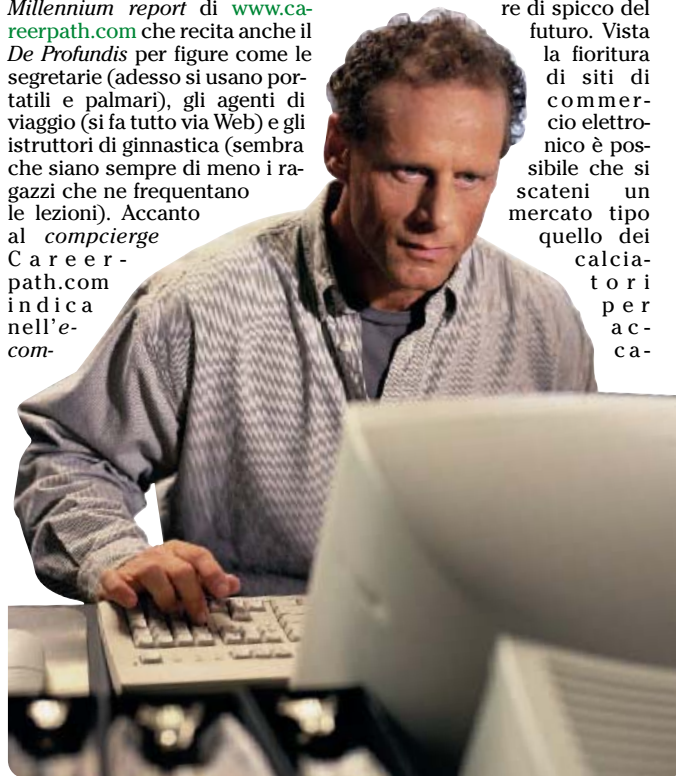 Millennium report di www.ca-
reerpath.com che recita anche il
De Profundis per figure come le
segretarie (adesso si usano por-
tatili e palmari), gli agenti di
viaggio (si fa tutto via Web) e gli
istruttori di ginnastica (sembra
che siano sempre di meno i ra-
gazzi che ne frequentano
le lezioni). Accanto
al compcierge
Career-
path.com
indica
nell'e-
com-
re di spicco del
futuro. Vista
la fioritura
di siti di
commer-
cio elettro-
nico è pos-
sibile che si
scateni un
mercato tipo
quello dei
calcia-
tori
per
ac-
ca-